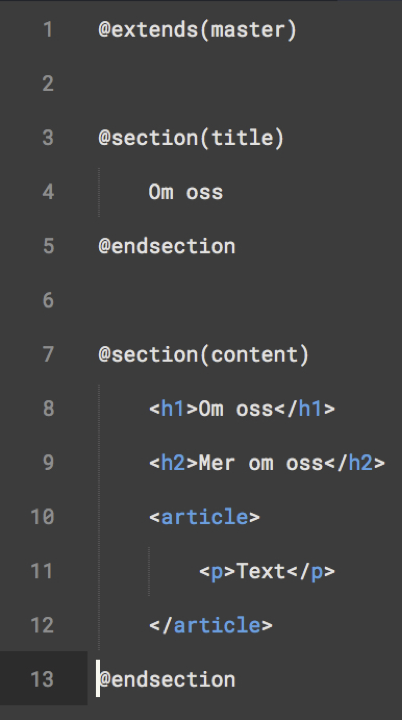 1 @extends(master)
2
3 @section(title)
4 Om oss
5 @endsection
6
7 @section(content)
8 <h1>Om oss</h1>
9 <h2>Mer om oss</h2>
10 <article>
11 <p>Text</p>
12 </article>
13 @endsection